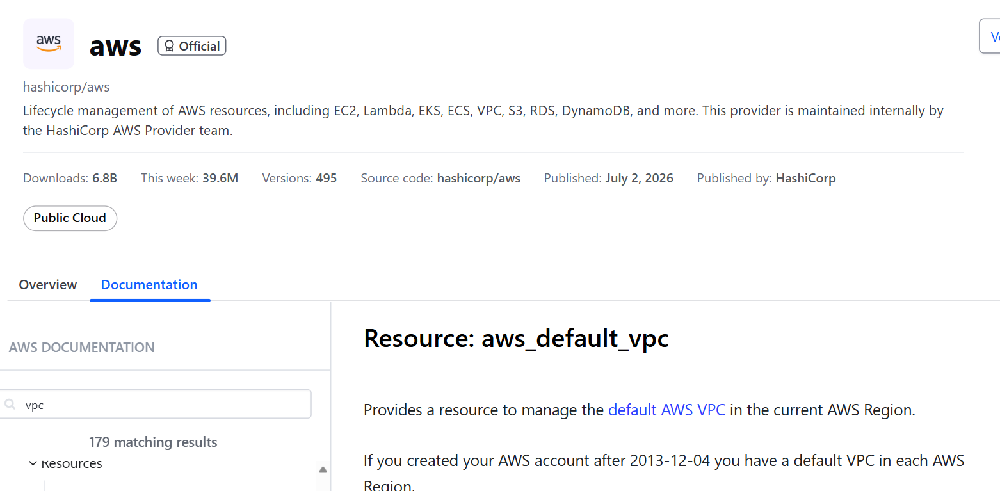 aws
aws
Official
Ve
hashicorp/aws
Lifecycle management of AWS resources, including EC2, Lambda, EKS, ECS, VPC, S3, RDS, DynamoDB, and more. This provider is maintained internally by
the HashiCorp AWS Provider team.
Downloads: 6.8B This week: 39.6M Versions: 495 Source code: hashicorp/aws Published: July 2, 2026 Published by: HashiCorp
Public Cloud
Overview Documentation
AWS DOCUMENTATION
vpc
179 matching results
Resources
Resource: aws_default_vpc
Provides a resource to manage the default AWS VPC in the current AWS Region.
If you created your AWS account after 2013-12-04 you have a default VPC in each AWS
Region.